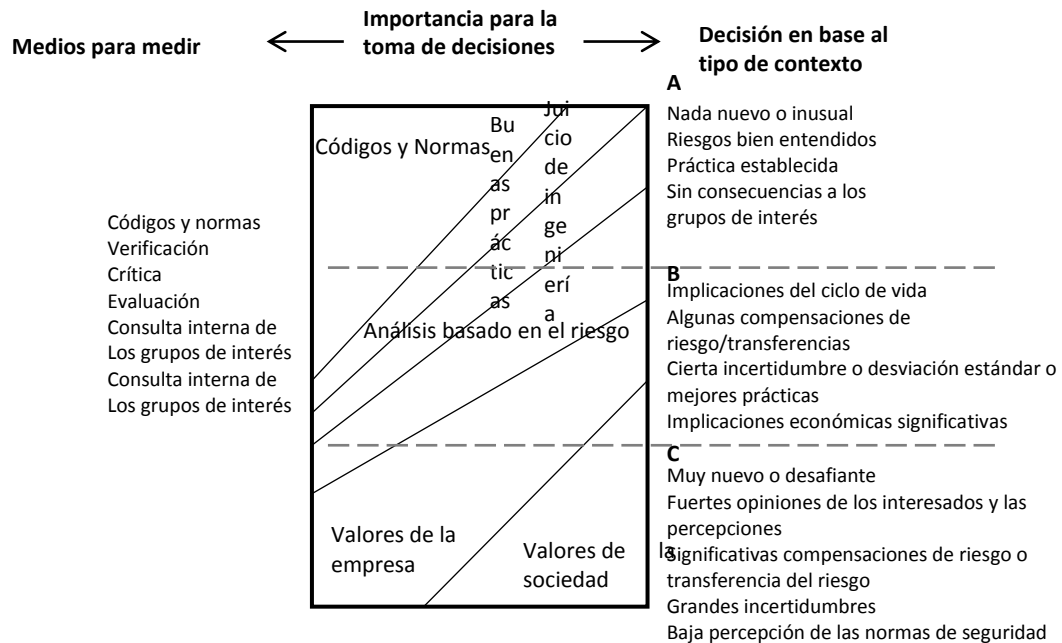 Medios para medir
Importancia para la
toma de decisiones
Decisión en base al
tipo de contexto
Códigos y normas
Verificación
Crítica
Evaluación
Consulta interna de
Los grupos de interés
Consulta interna de
Los grupos de interés
Códigos y Normas
Bu
en
as
pr
ác
tic
as
Jui
cio
de
in
ge
ni
erí
a
Análisis basado en el riesgo
Valores de la
empresa
Valores de la
sociedad
A
Nada nuevo o inusual
Riesgos bien entendidos
Práctica establecida
Sin consecuencias a los
grupos de interés
B
Implicaciones del ciclo de vida
Algunas compensaciones de
riesgo/transferencias
Cierta incertidumbre o desviación estándar o
mejores prácticas
Implicaciones económicas significativas
C
Muy nuevo o desafiante
Fuertes opiniones de los interesados y las
percepciones
Significativas compensaciones de riesgo o
transferencia del riesgo
Grandes incertidumbres
Baja percepción de las normas de seguridad